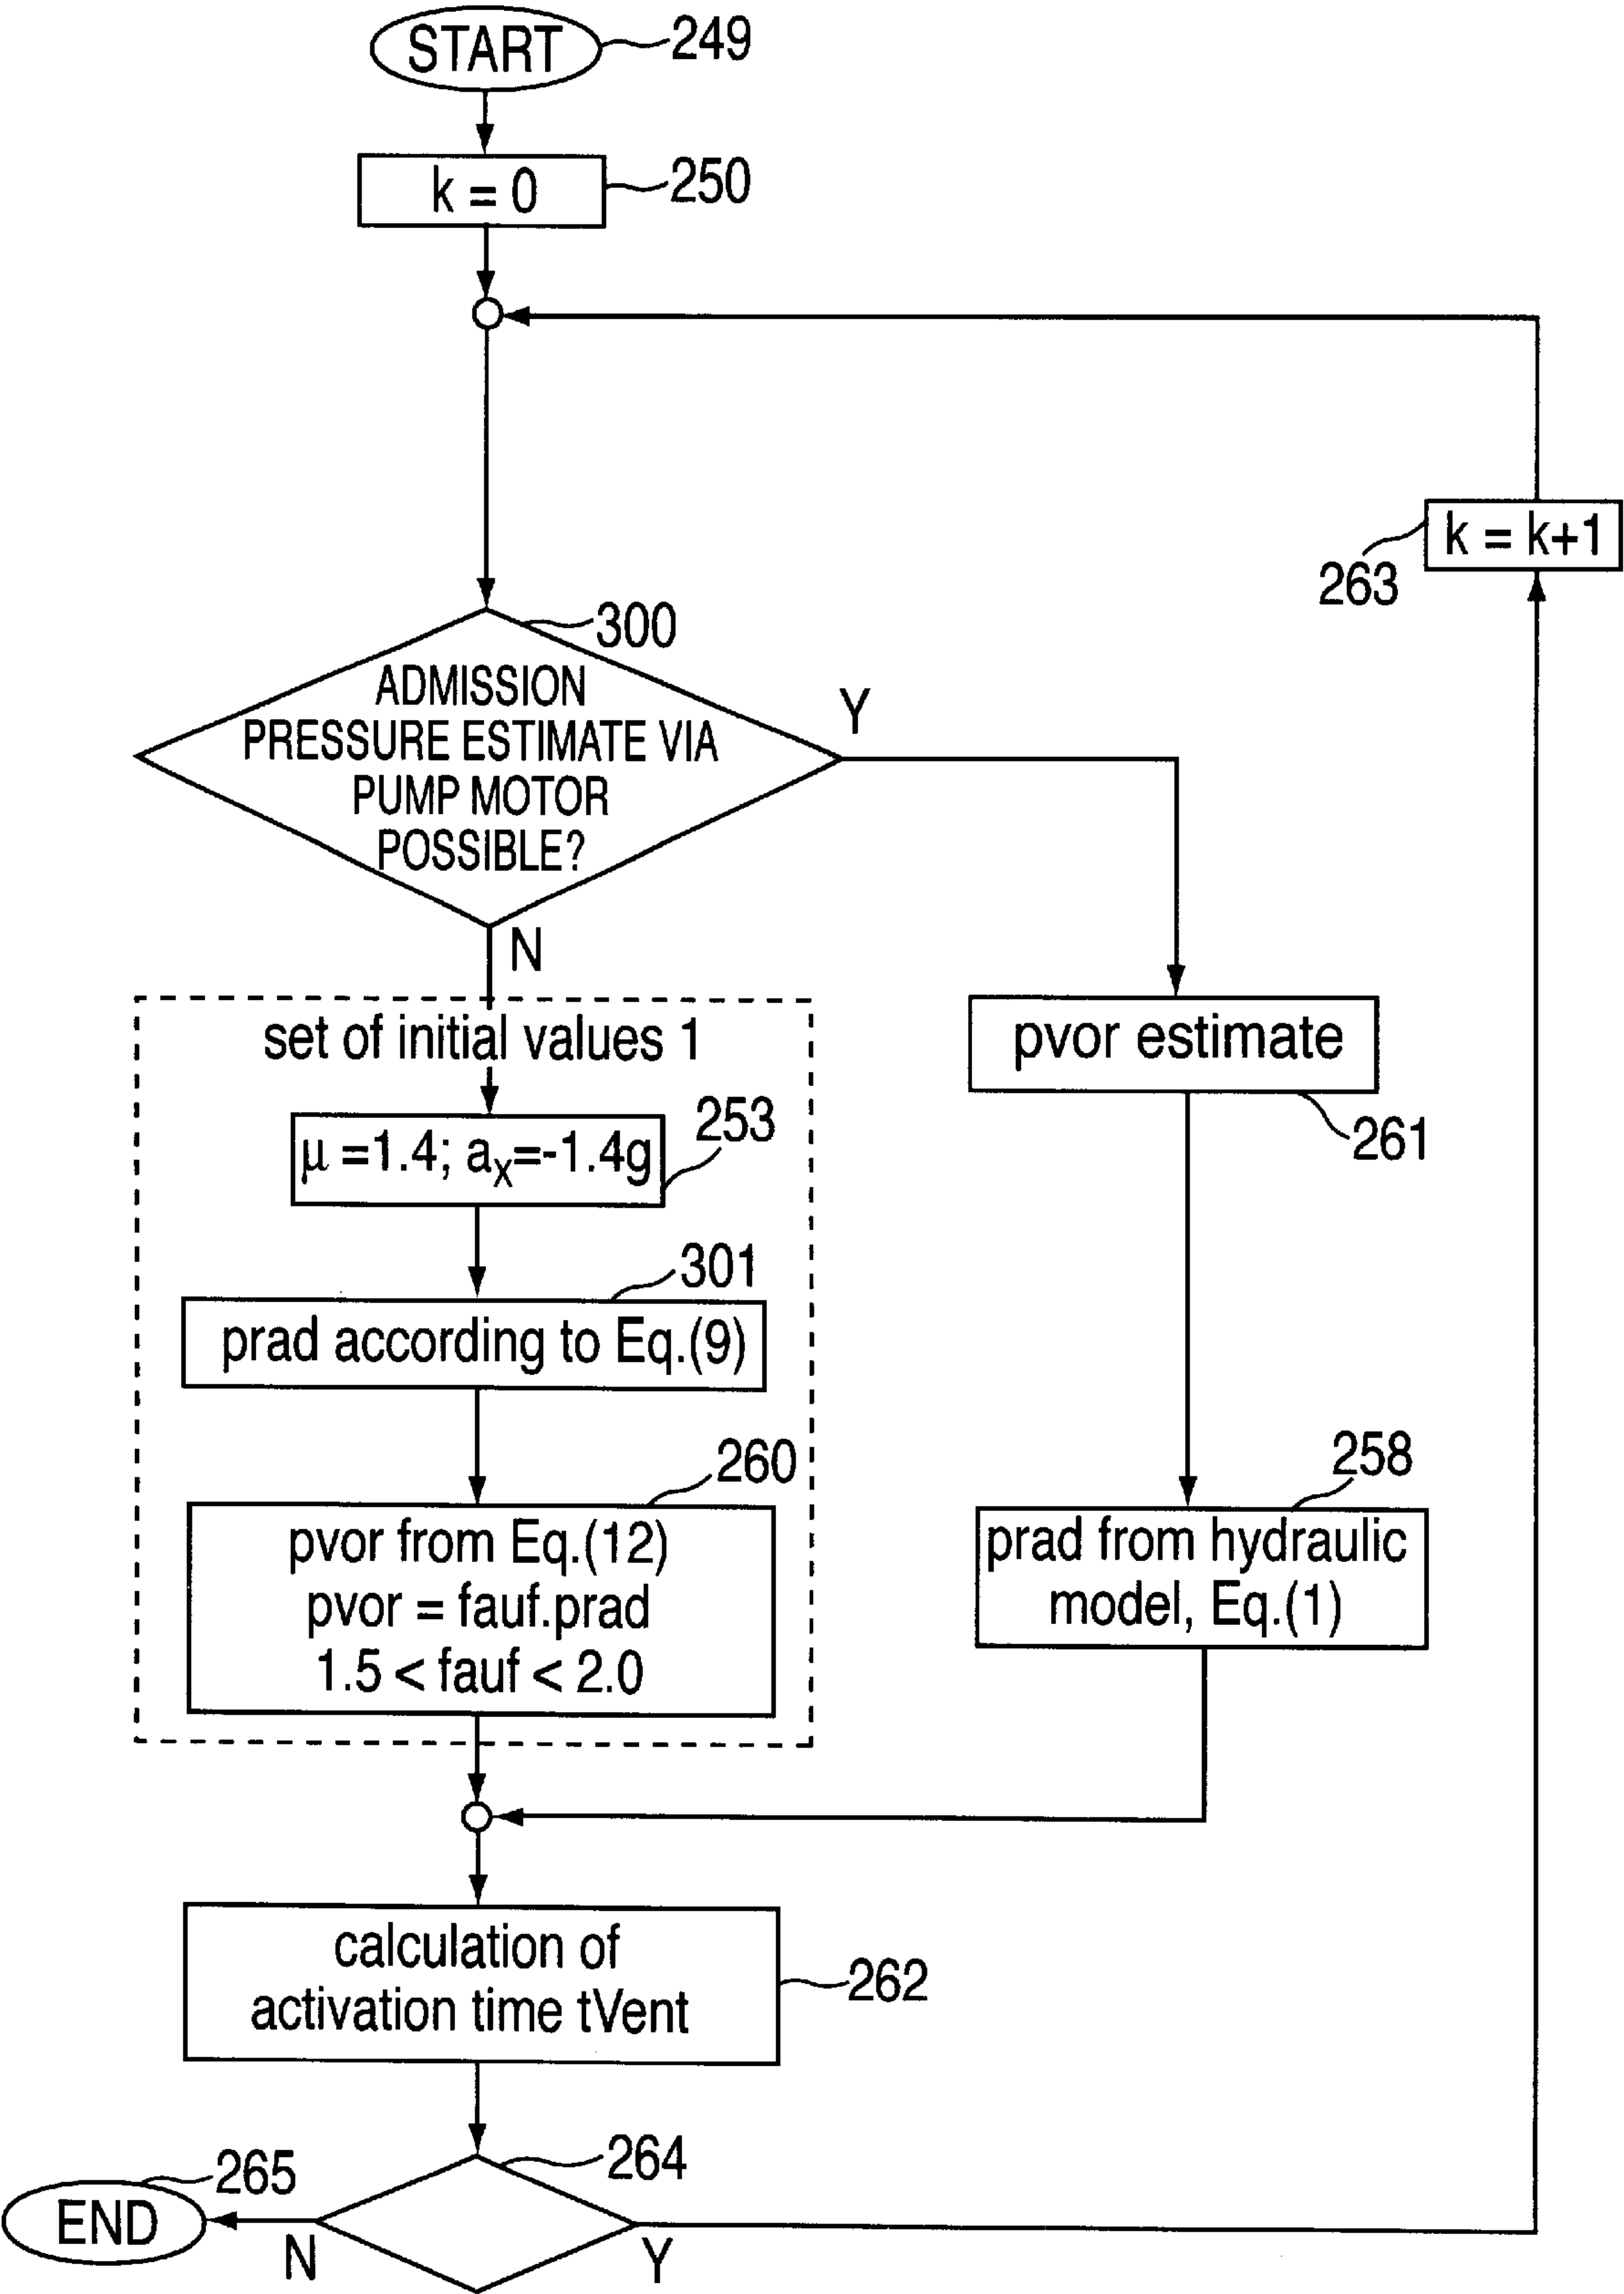 START
249
k = 0
250
k = k+1
263
300
ADMISSION
PRESSURE ESTIMATE VIA
PUMP MOTOR
POSSIBLE?
Y
N
set of initial values 1
pvor estimate
261
μ =1.4; aₓ=-1.4g
253
301
prad according to Eq.(9)
260
pvor from Eq.(12)
pvor = fauf.prad
1.5 < fauf < 2.0
258
prad from hydraulic
model, Eq.(1)
calculation of
activation time tVent
262
264
265
END
N
Y